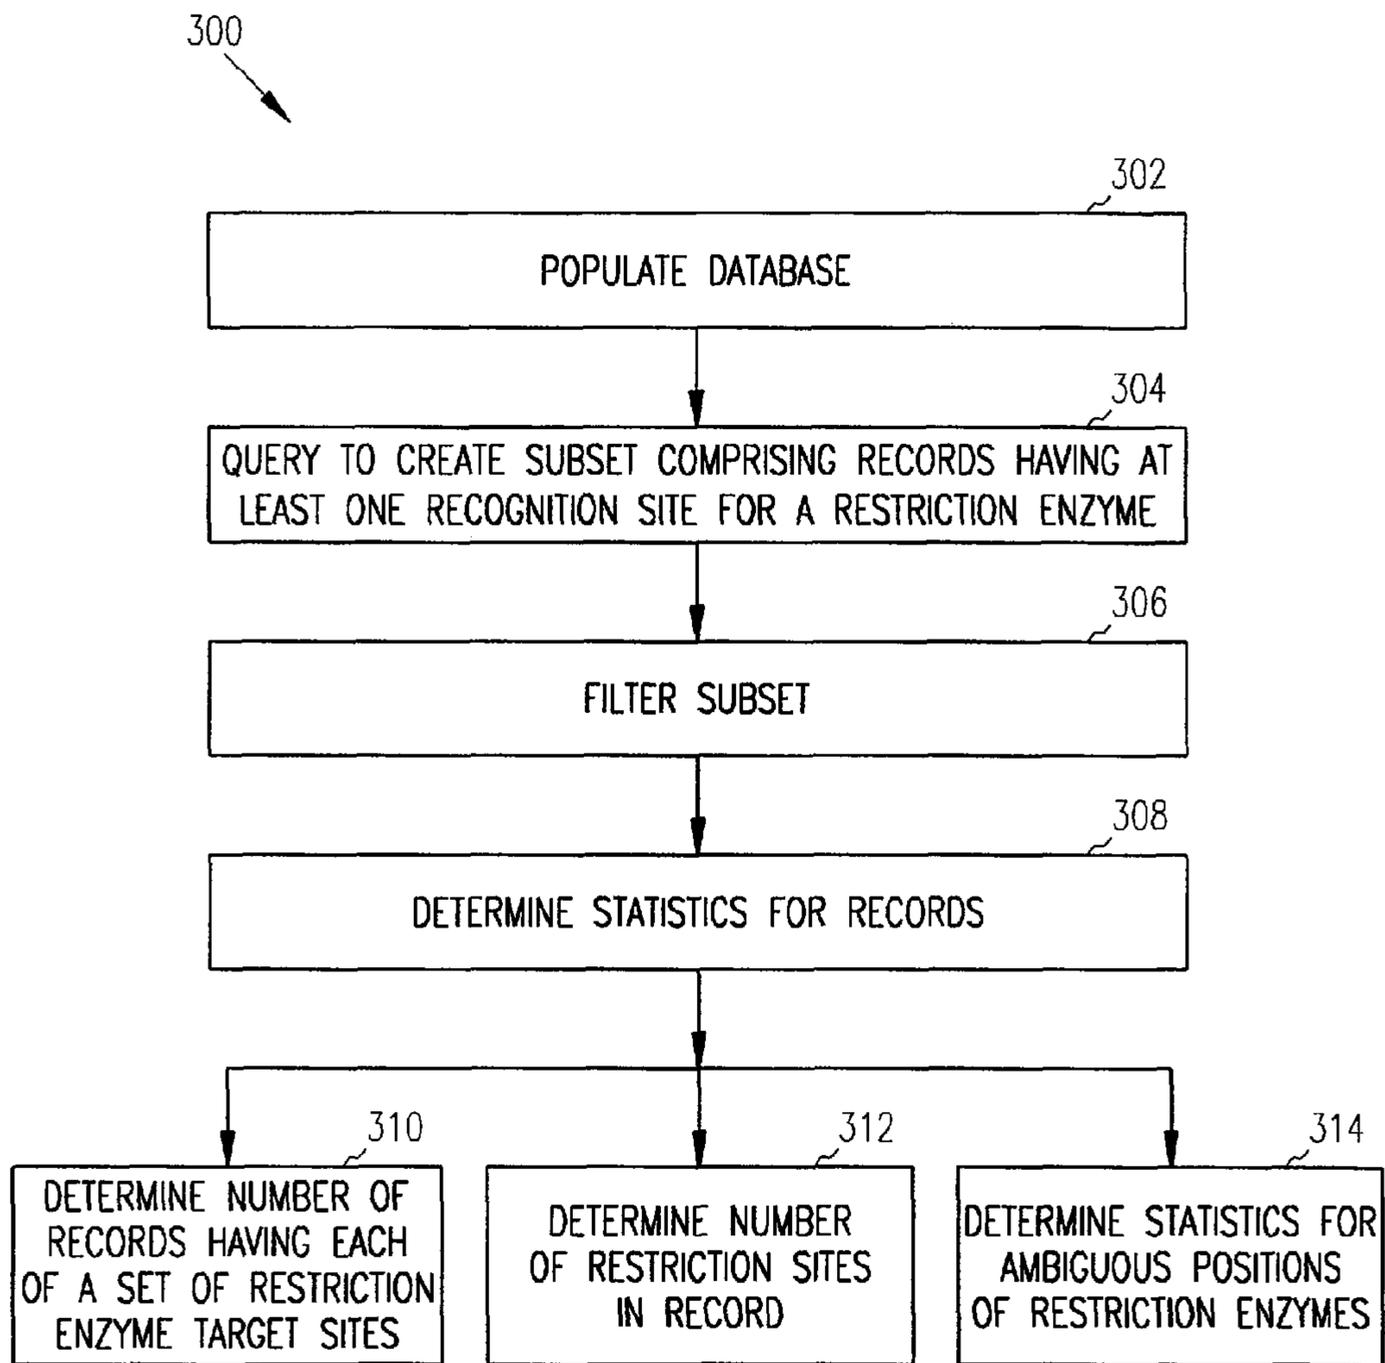 300
302
POPULATE DATABASE
304
QUERY TO CREATE SUBSET COMPRISING RECORDS HAVING AT
LEAST ONE RECOGNITION SITE FOR A RESTRICTION ENZYME
306
FILTER SUBSET
308
DETERMINE STATISTICS FOR RECORDS
310
DETERMINE NUMBER OF
RECORDS HAVING EACH
OF A SET OF RESTRICTION
ENZYME TARGET SITES
312
DETERMINE NUMBER
OF RESTRICTION SITES
IN RECORD
314
DETERMINE STATISTICS FOR
AMBIGUOUS POSITIONS
OF RESTRICTION ENZYMES